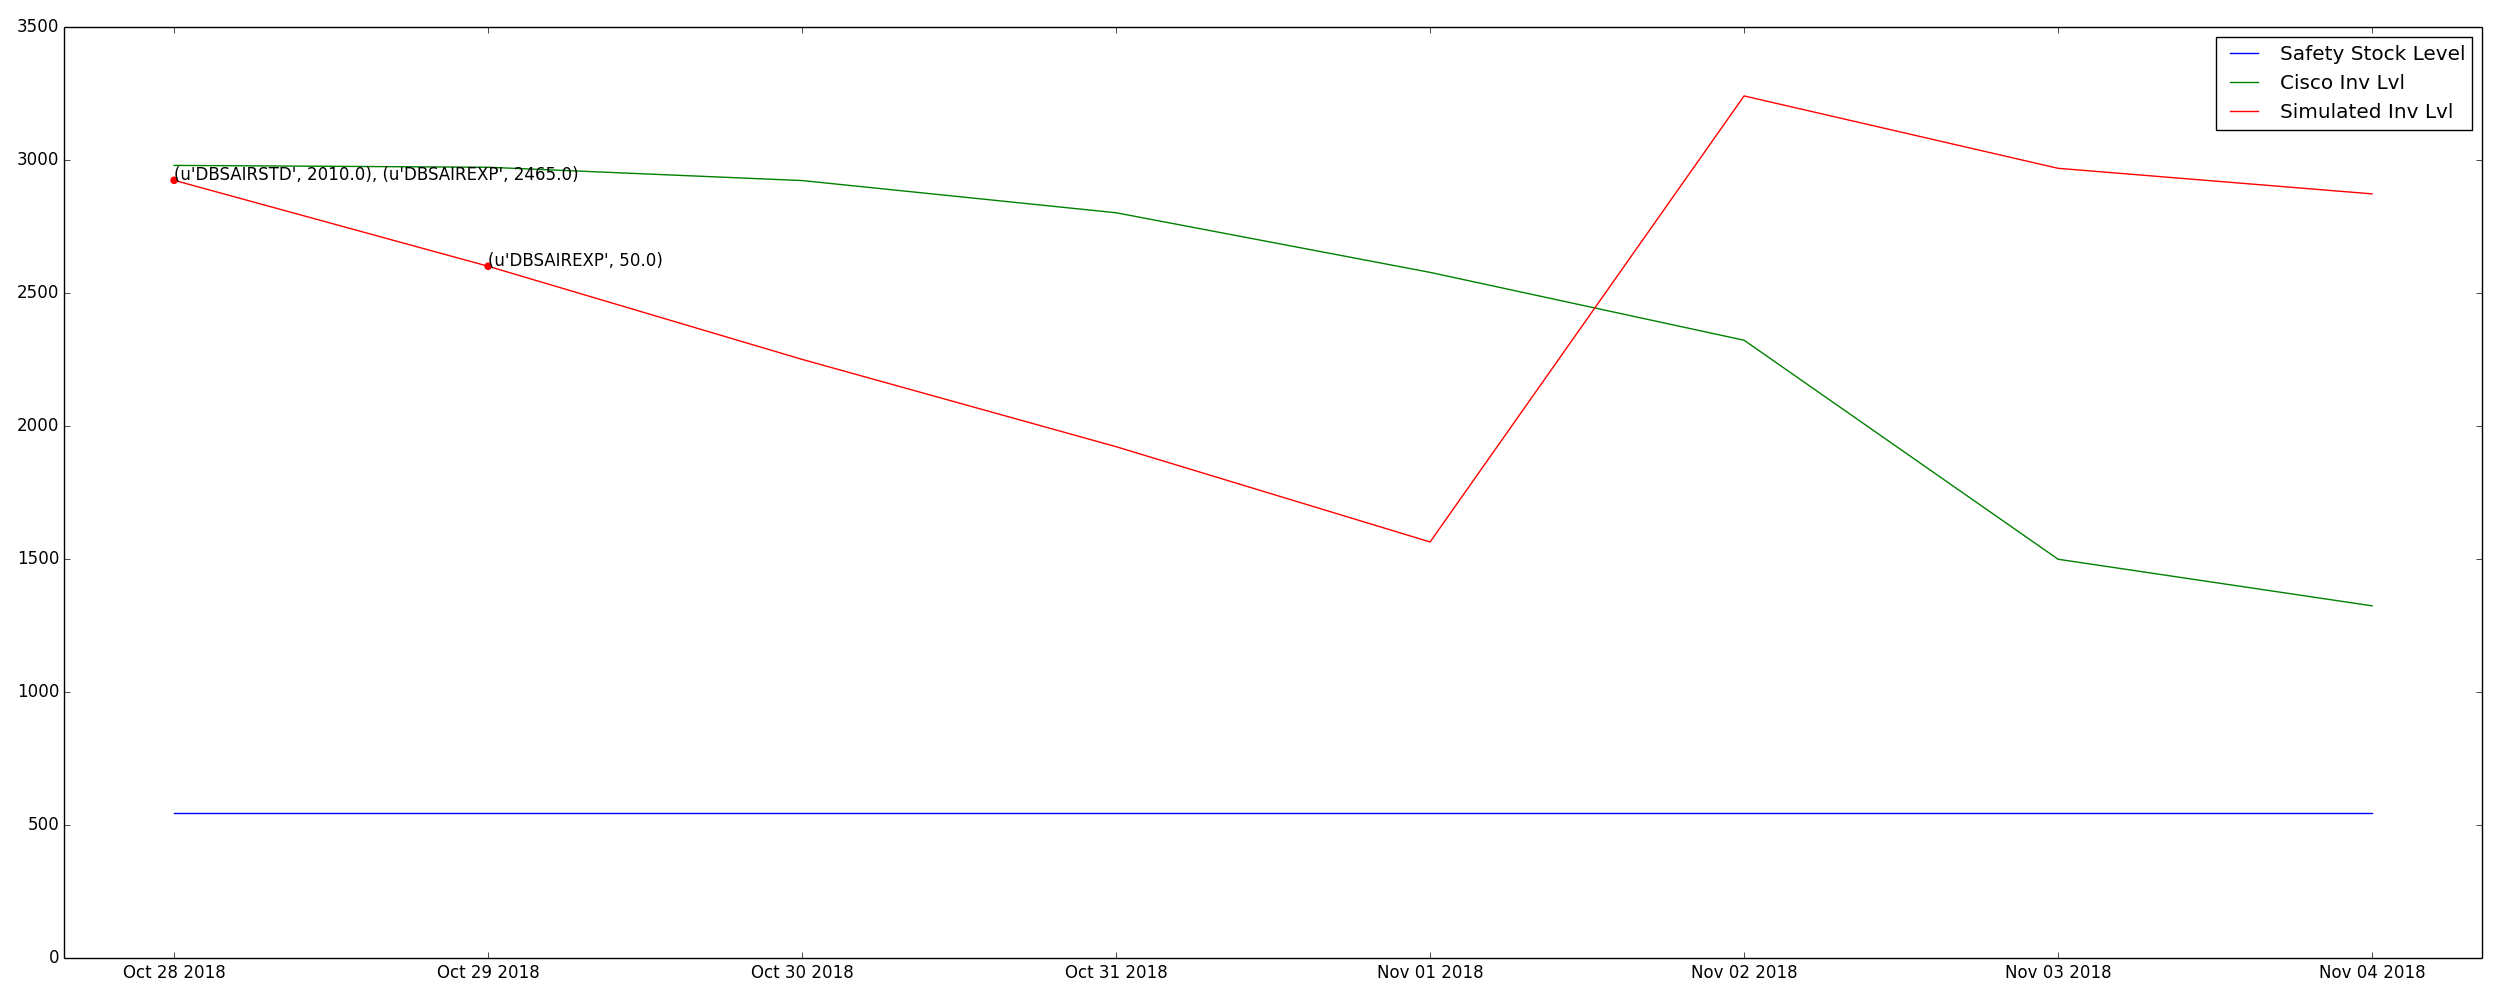 3500
Safety Stock Level
Cisco Inv Lvl
Simulated Inv Lvl
3000
(u'DBSAIRSTD', 2010.0), (u'DBSAIREXP', 2465.0)
(u'DBSAIREXP', 50.0)
2500
2000
1500
1000
500
0
Oct 28 2018 Oct 29 2018 Oct 30 2018 Oct 31 2018 Nov 01 2018 Nov 02 2018 Nov 03 2018 Nov 04 2018